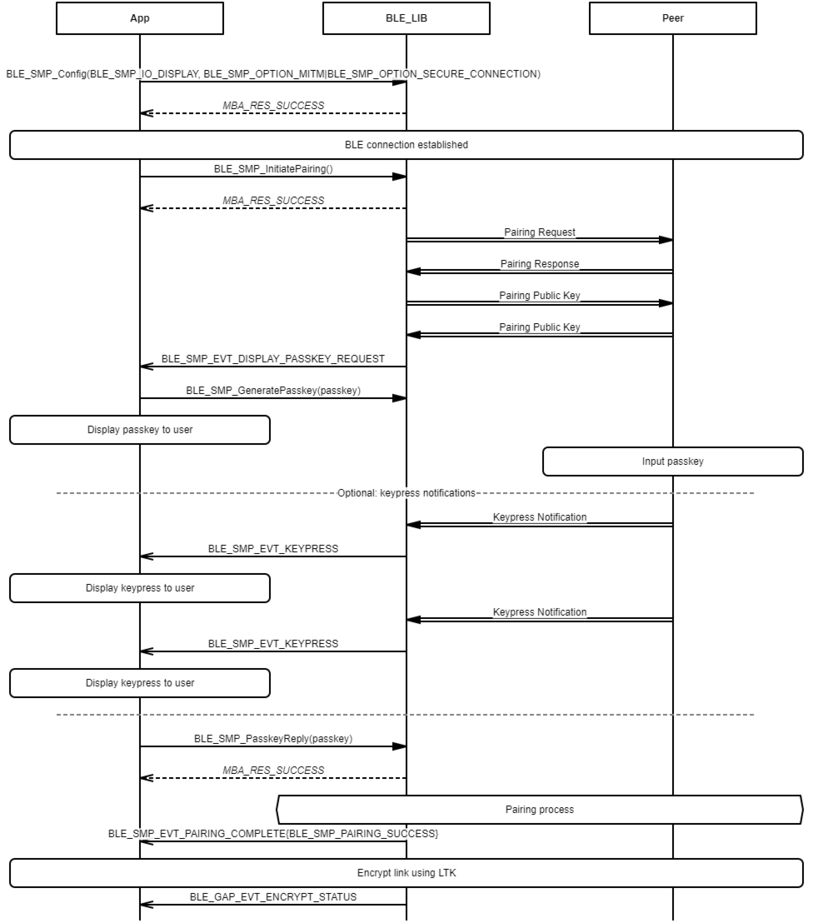 App
BLE_LIB
Peer
BLE_SMP_Config(BLE_SMP_IO_DISPLAY, BLE_SMP_OPTION_MITM|BLE_SMP_OPTION_SECURE_CONNECTION)
MBA_RES_SUCCESS
BLE connection established
BLE_SMP_InitiatePairing()
MBA_RES_SUCCESS
Pairing Request
Pairing Response
Pairing Public Key
Pairing Public Key
BLE_SMP_EVT_DISPLAY_PASSKEY_REQUEST
BLE_SMP_GeneratePasskey(passkey)
Display passkey to user
Input passkey
Optional: keypress notifications
Keypress Notification
BLE_SMP_EVT_KEYPRESS
Display keypress to user
Keypress Notification
BLE_SMP_EVT_KEYPRESS
Display keypress to user
BLE_SMP_PasskeyReply(passkey)
MBA_RES_SUCCESS
Pairing process
BLE_SMP_EVT_PAIRING_COMPLETE(BLE_SMP_PAIRING_SUCCESS)
Encrypt link using LTK
BLE_GAP_EVT_ENCRYPT_STATUS